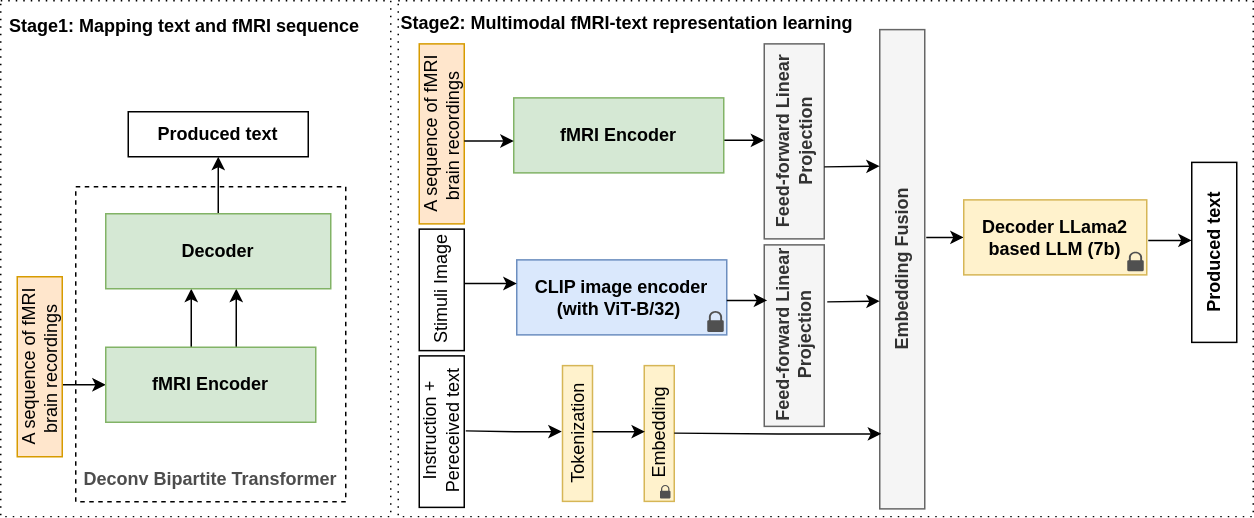 Stage1: Mapping text and fMRI sequence
Produced text
Decoder
A sequence of fMRI
brain recordings
fMRI Encoder
Deconv Bipartite Transformer
Stage2: Multimodal fMRI-text representation learning
A sequence of fMRI
brain recordings
fMRI Encoder
Feed-forward Linear
Projection
Stimuli Image
CLIP image encoder
(with ViT-B/32)
Feed-forward Linear
Projection
Instruction +
Pereceived text
Tokenization
Embedding
Embedding Fusion
Decoder LLama2
based LLM (7b)
Produced text